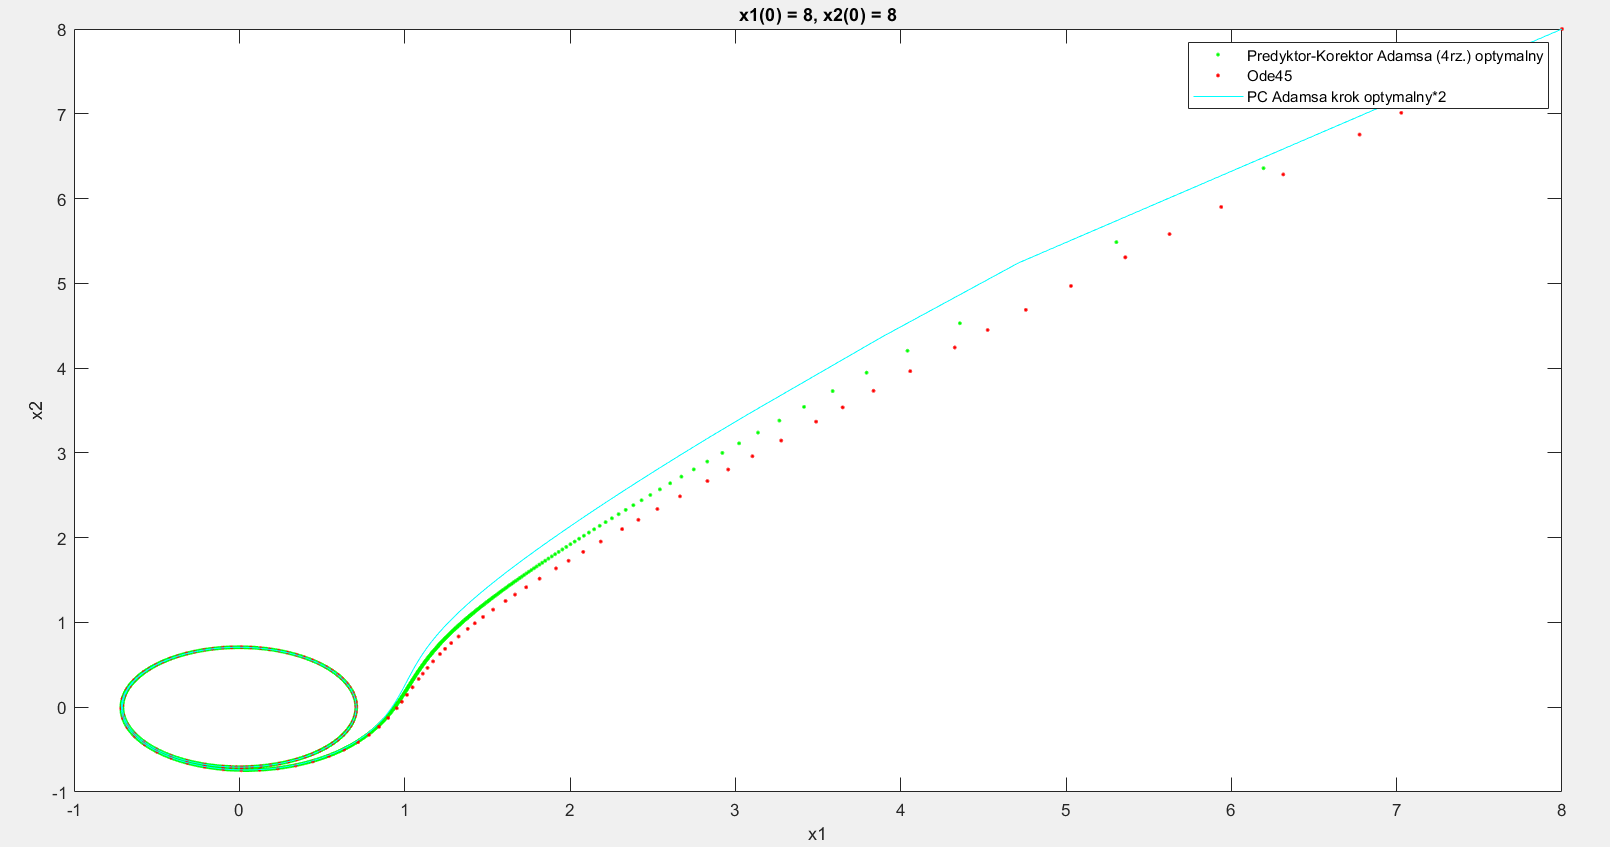 x1(0) = 8, x2(0) = 8
8
7
6
5
4
3
2
1
0
-1
x2
Predyktor-Korektor Adamsa (4rz.) optymalny
Ode45
PC Adamsa krok optymalny*2
-1 0 1 2 3 4 5 6 7 8
x1